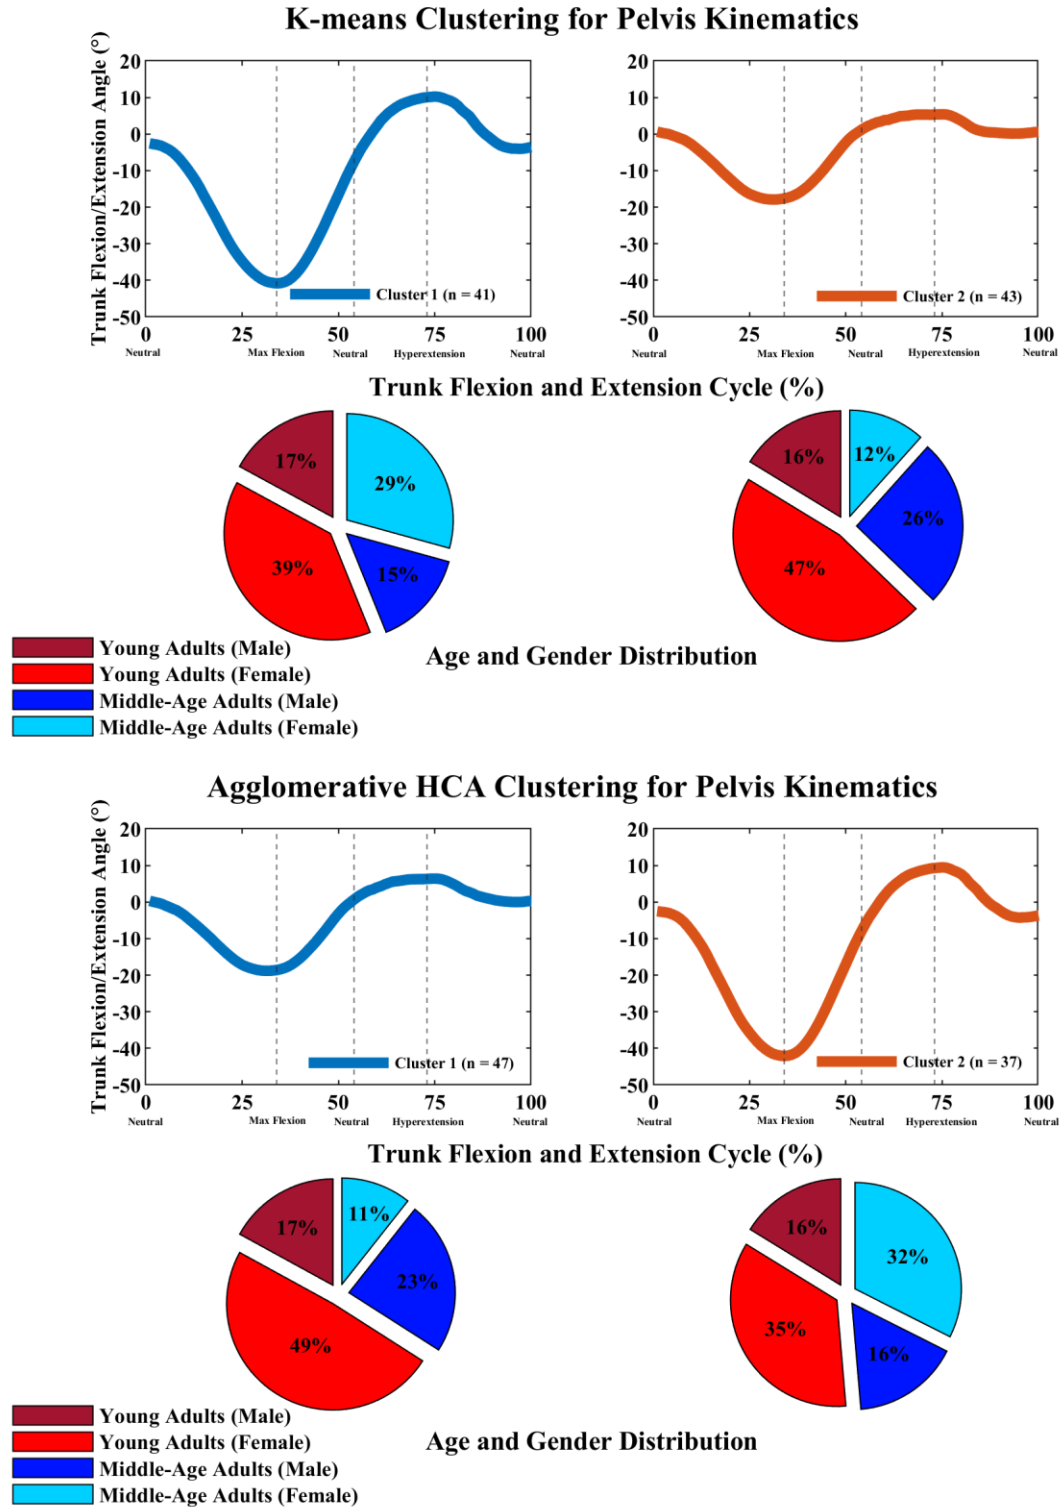 K-means Clustering for Pelvis Kinematics
Trunk Flexion/Extension Angle (°)
20
10
0
-10
-20
-30
-40
-50
Cluster 1 (n = 41)
0 25 50 75 100
Neutral Max Flexion Neutral Hyperextension Neutral
20
10
0
-10
-20
-30
-40
-50
Cluster 2 (n = 43)
0 25 50 75 100
Neutral Max Flexion Neutral Hyperextension Neutral
Trunk Flexion and Extension Cycle (%)
17%
29%
39%
15%
16%
12%
26%
47%
Young Adults (Male)
Young Adults (Female)
Middle-Age Adults (Male)
Middle-Age Adults (Female)
Age and Gender Distribution
Agglomerative HCA Clustering for Pelvis Kinematics
Trunk Flexion/Extension Angle (°)
20
10
0
-10
-20
-30
-40
-50
Cluster 1 (n = 47)
0 25 50 75 100
Neutral Max Flexion Neutral Hyperextension Neutral
20
10
0
-10
-20
-30
-40
-50
Cluster 2 (n = 37)
0 25 50 75 100
Neutral Max Flexion Neutral Hyperextension Neutral
Trunk Flexion and Extension Cycle (%)
17%
11%
23%
49%
16%
32%
35%
16%
Young Adults (Male)
Young Adults (Female)
Middle-Age Adults (Male)
Middle-Age Adults (Female)
Age and Gender Distribution